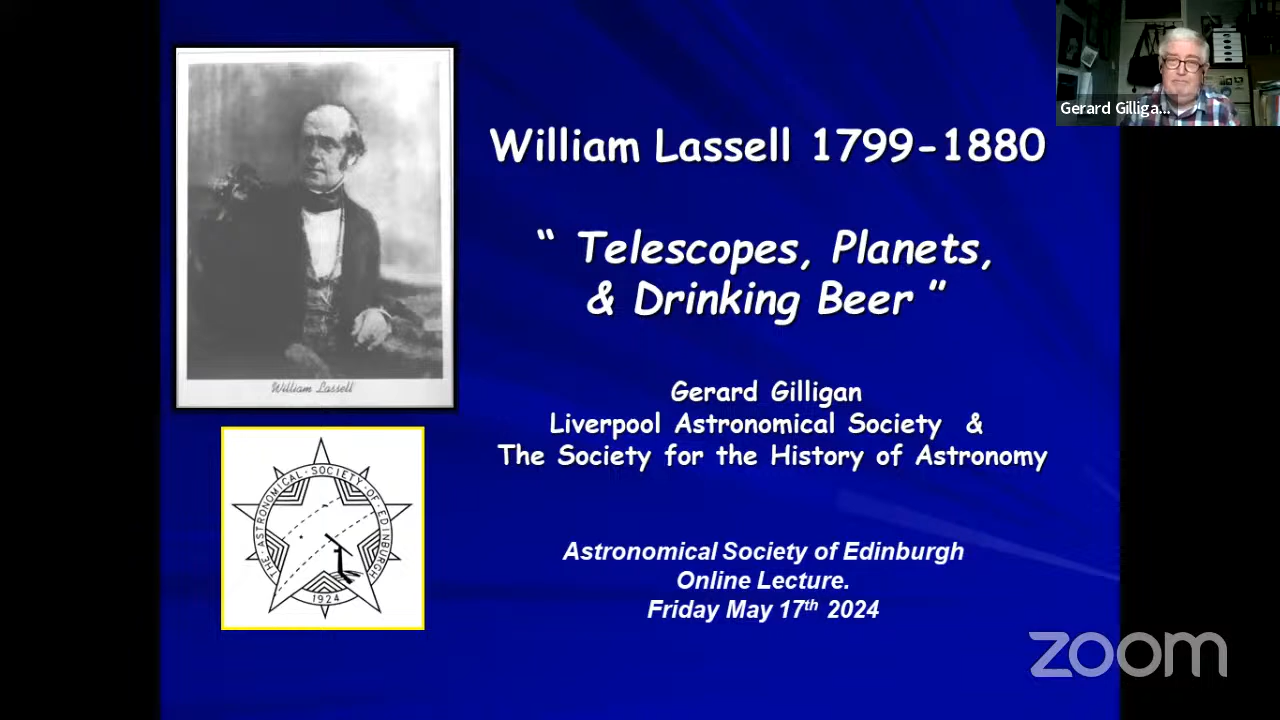 Gerard Gilliga...
William Lassell 1799-1880
“ Telescopes, Planets,
& Drinking Beer ”
William Lassell
Gerard Gilligan
Liverpool Astronomical Society &
The Society for the History of Astronomy
THE · ASTRONOMICAL · SOCIETY · OF · EDINBURGH
1924
Astronomical Society of Edinburgh
Online Lecture.
Friday May 17th 2024
zoom